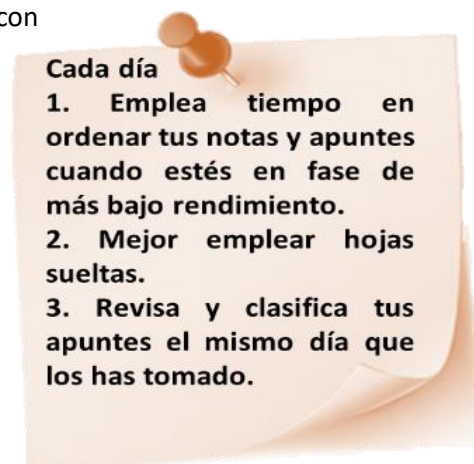 con
Cada día
1. Emplea tiempo en
ordenar tus notas y apuntes
cuando estés en fase de
más bajo rendimiento.
2. Mejor emplear hojas
sueltas.
3. Revisa y clasifica tus
apuntes el mismo día que
los has tomado.